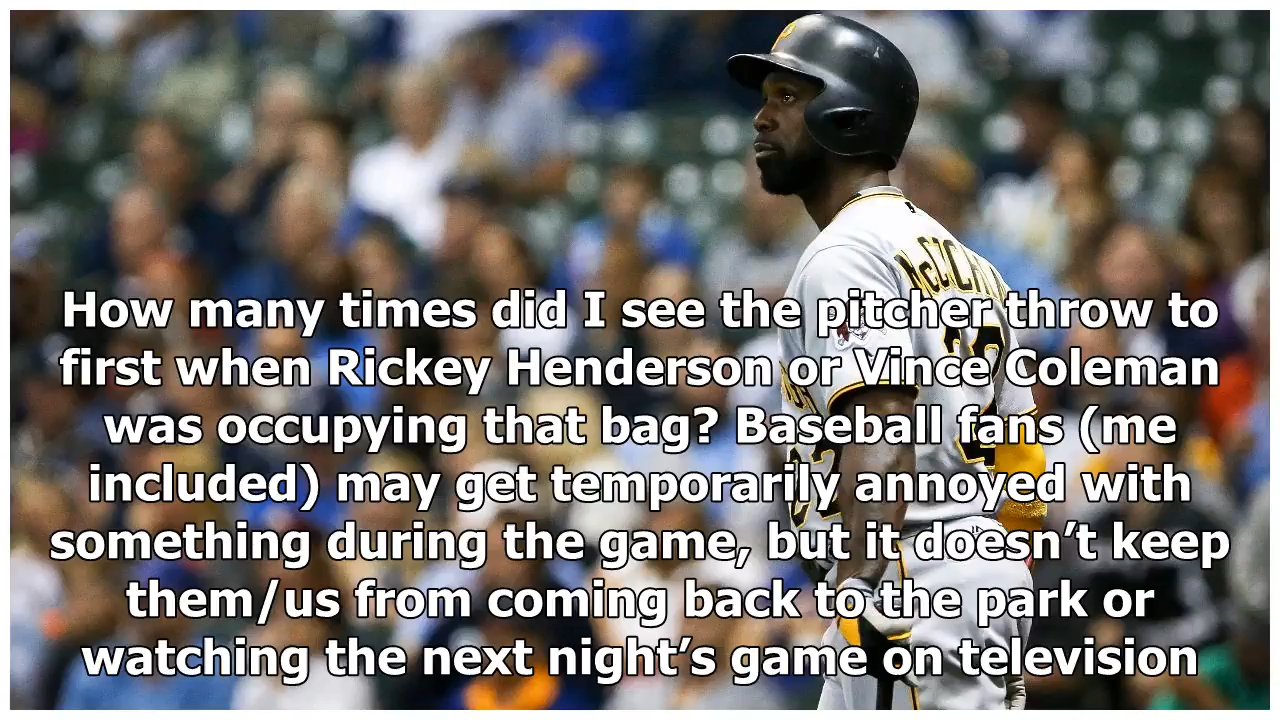 How many times did I see the pitcher throw to
first when Rickey Henderson or Vince Coleman
was occupying that bag? Baseball fans (me
included) may get temporarily annoyed with
something during the game, but it doesn’t keep
them/us from coming back to the park or
watching the next night’s game on television